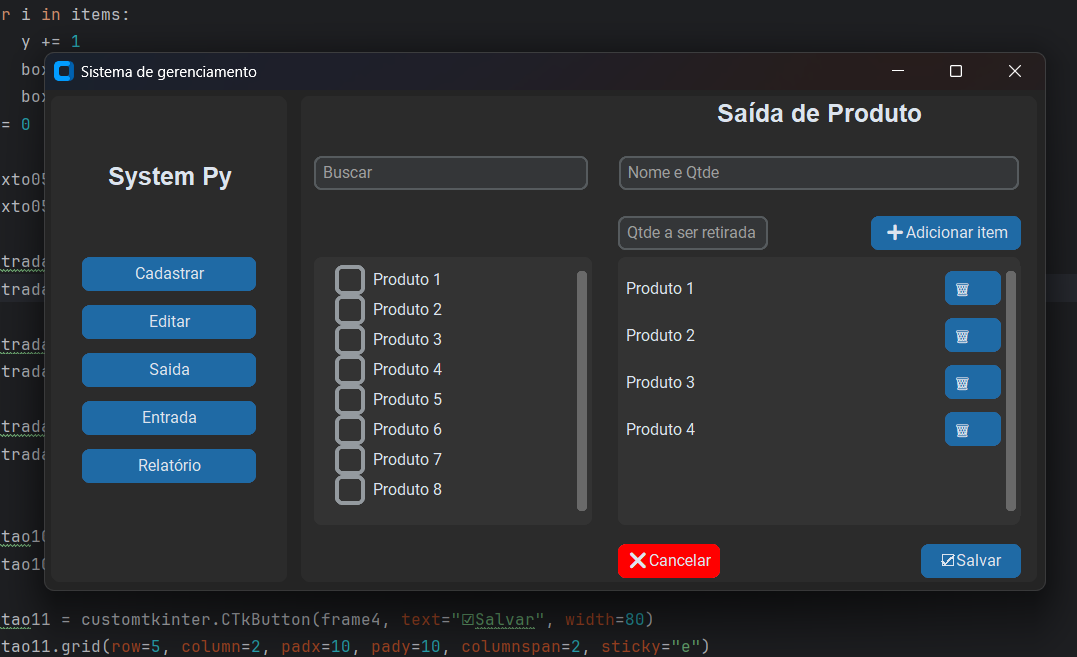 r i in items:
y += 1
box
box
= 0
xto05
xto05
trada
trada
trada
trada
trada
trada
tao10
tao10
Sistema de gerenciamento
System Py
Cadastrar
Editar
Saida
Entrada
Relatório
Saída de Produto
Buscar
Nome e Qtde
Qtde a ser retirada
➕Adicionar item
Produto 1
Produto 2
Produto 3
Produto 4
Produto 5
Produto 6
Produto 7
Produto 8
Produto 1
Produto 2
Produto 3
Produto 4
❌Cancelar
☑Salvar
tao11 = customtkinter.CTkButton(frame4, text="☑Salvar", width=80)
tao11.grid(row=5, column=2, padx=10, pady=10, columnspan=2, sticky="e")